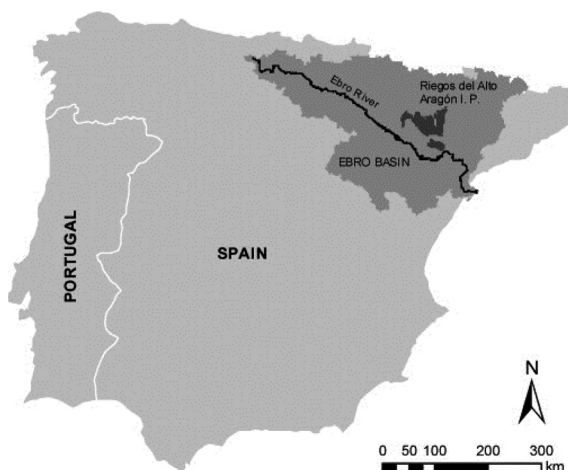 Ebro River
Riegos del Alto
Aragón I. P.
EBRO BASIN
PORTUGAL
SPAIN
N
0 50 100 200 300
km